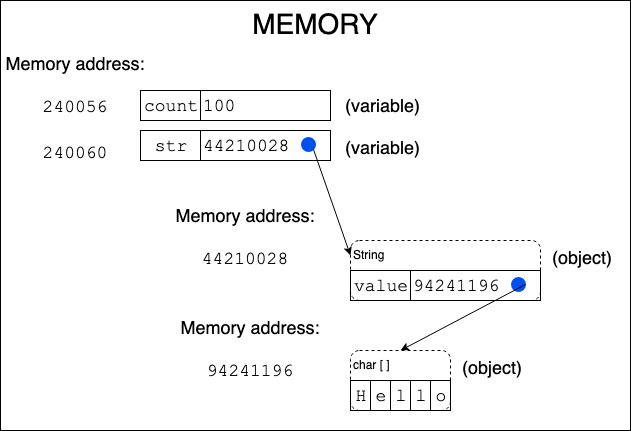 MEMORY
Memory address:
240056 count 100 (variable)
240060 str 44210028 (variable)
Memory address:
44210028 String (object)
value 94241196
Memory address:
94241196 char [ ] (object)
H e l l o